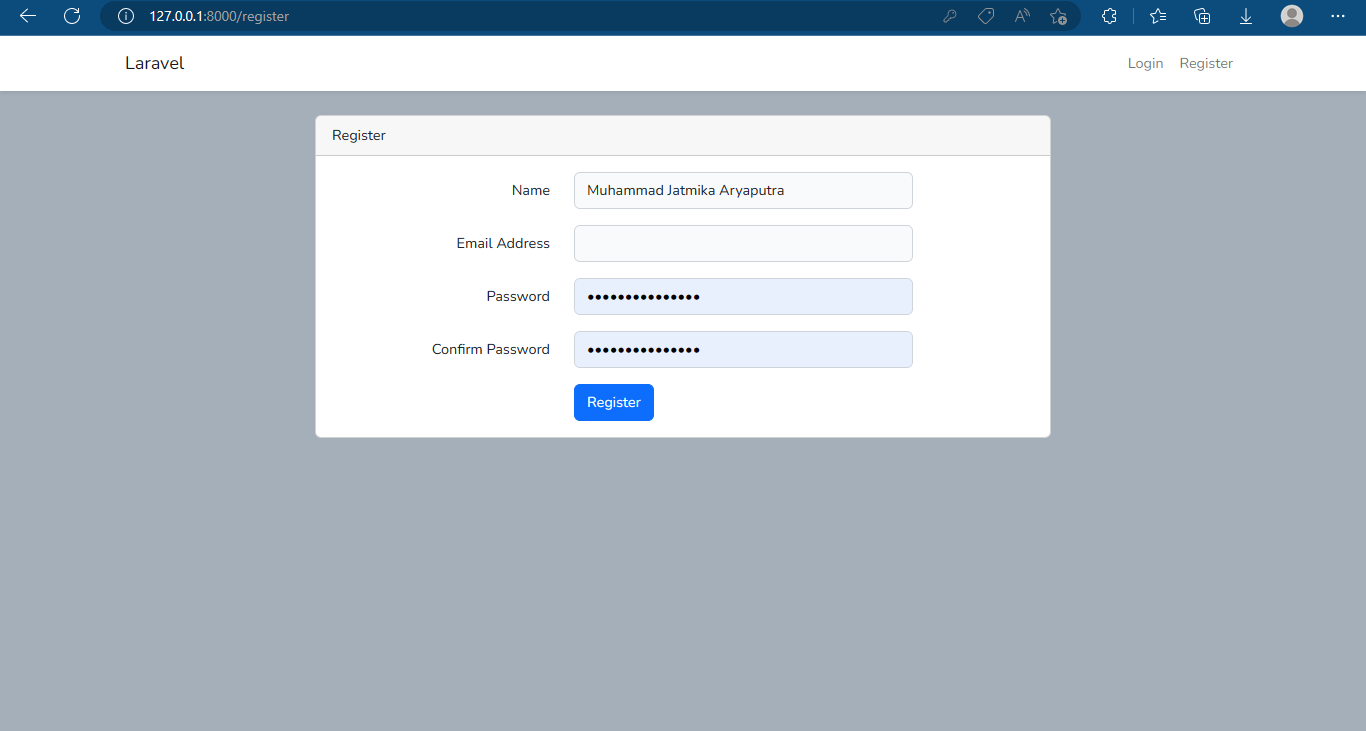 127.0.0.1:8000/register
Laravel
Login Register
Register
Name Muhammad Jatmika Aryaputra
Email Address
Password •••••••••••••••
Confirm Password •••••••••••••••
Register